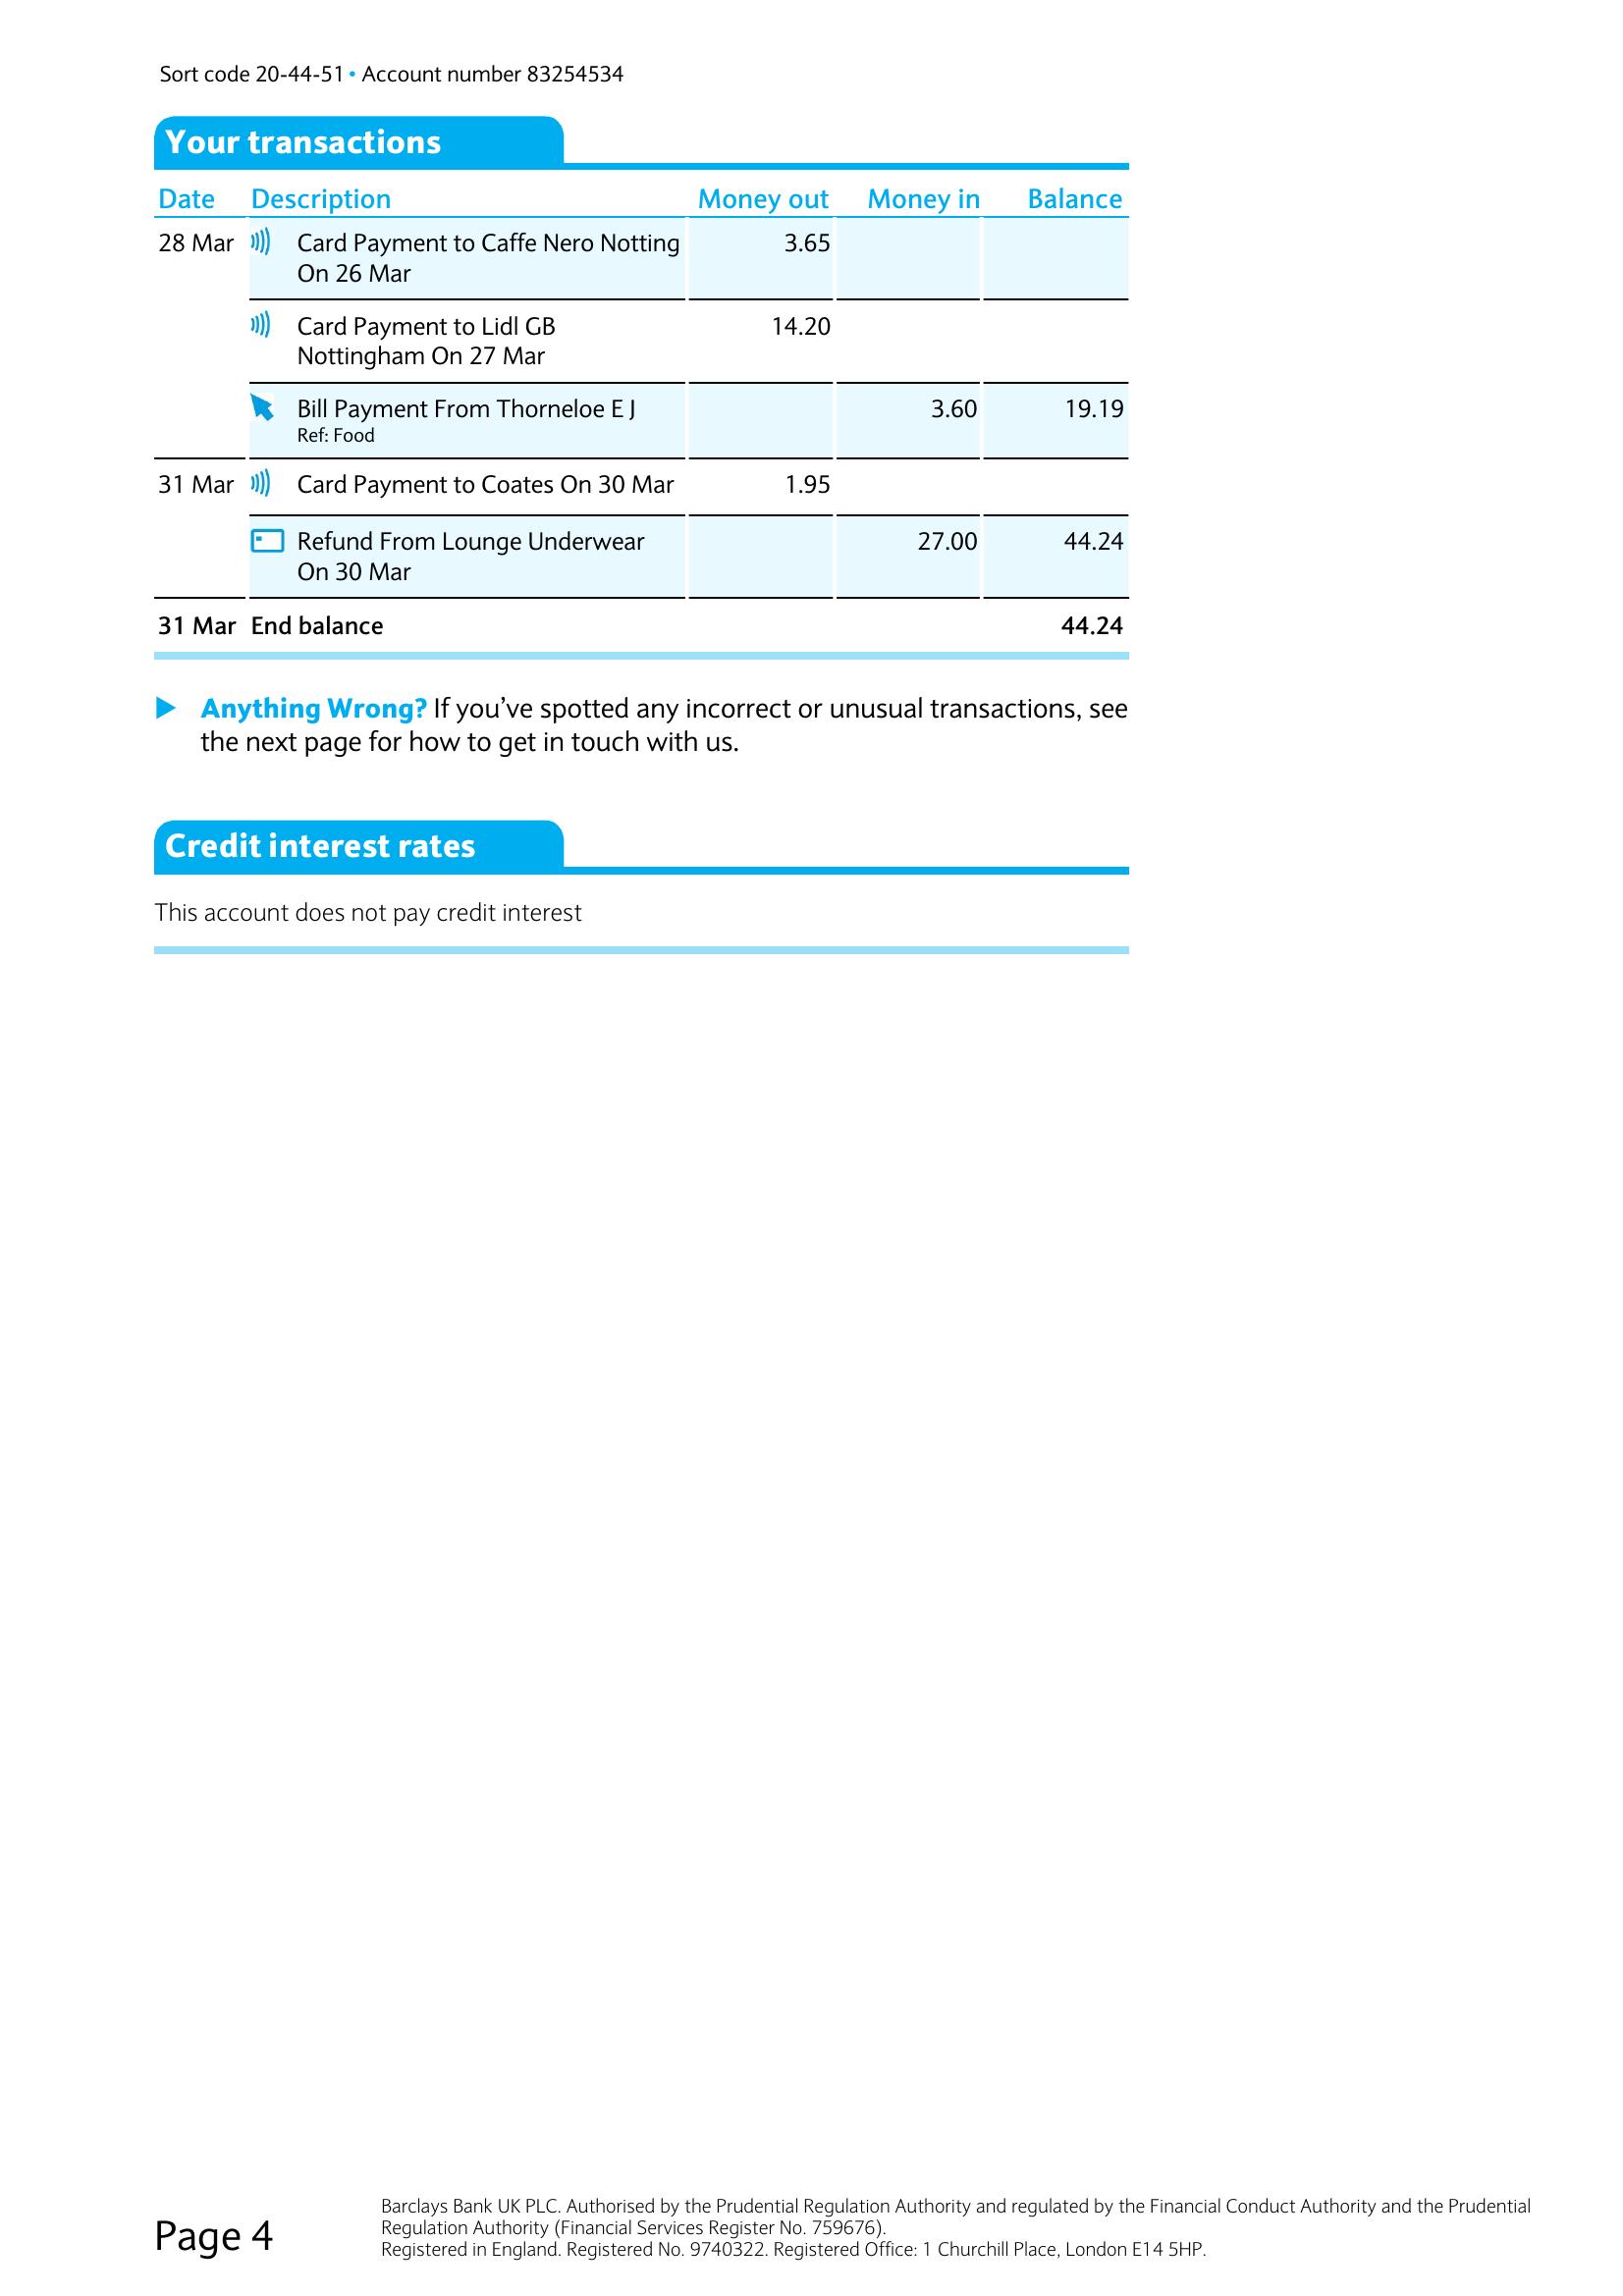 Sort code 20-44-51 • Account number 83254534
Your transactions
Date Description Money out Money in Balance
28 Mar Card Payment to Caffe Nero Notting 3.65
On 26 Mar
Card Payment to Lidl GB 14.20
Nottingham On 27 Mar
Bill Payment From Thorneloe E J 3.60 19.19
Ref: Food
31 Mar Card Payment to Coates On 30 Mar 1.95
Refund From Lounge Underwear 27.00 44.24
On 30 Mar
31 Mar End balance 44.24
Anything Wrong? If you’ve spotted any incorrect or unusual transactions, see
the next page for how to get in touch with us.
Credit interest rates
This account does not pay credit interest
Page 4
Barclays Bank UK PLC. Authorised by the Prudential Regulation Authority and regulated by the Financial Conduct Authority and the Prudential
Regulation Authority (Financial Services Register No. 759676).
Registered in England. Registered No. 9740322. Registered Office: 1 Churchill Place, London E14 5HP.